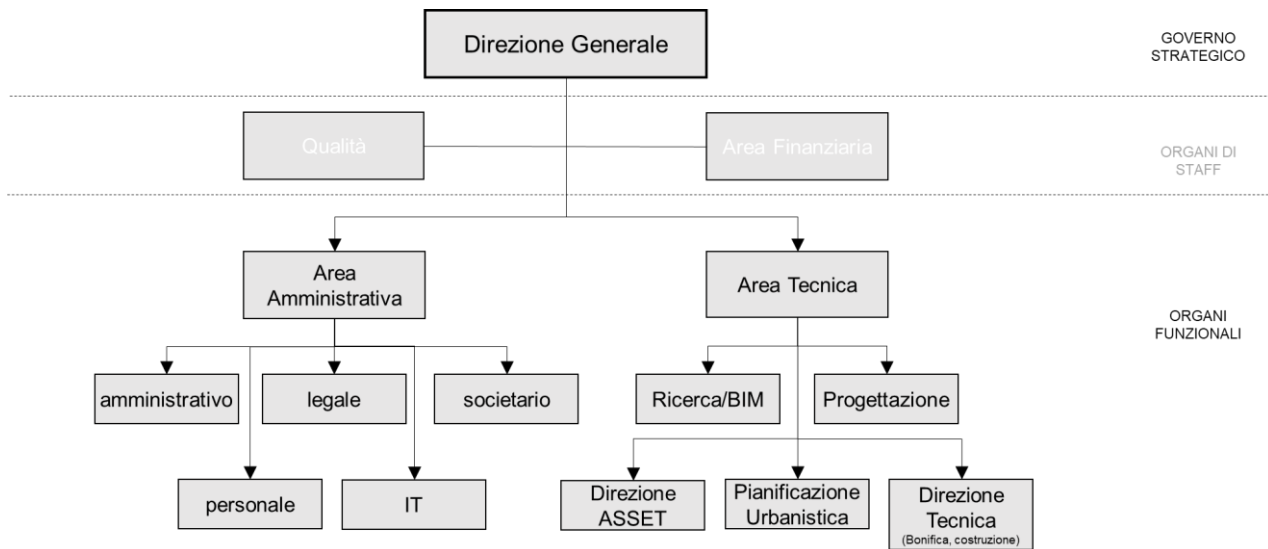 Direzione Generale
GOVERNO
STRATEGICO
Qualità
Area Finanziaria
ORGANI DI
STAFF
Area
Amministrativa
Area Tecnica
ORGANI
FUNZIONALI
amministrativo
legale
societario
Ricerca/BIM
Progettazione
personale
IT
Direzione
ASSET
Pianificazione
Urbanistica
Direzione
Tecnica
(Bonifica, costruzione)